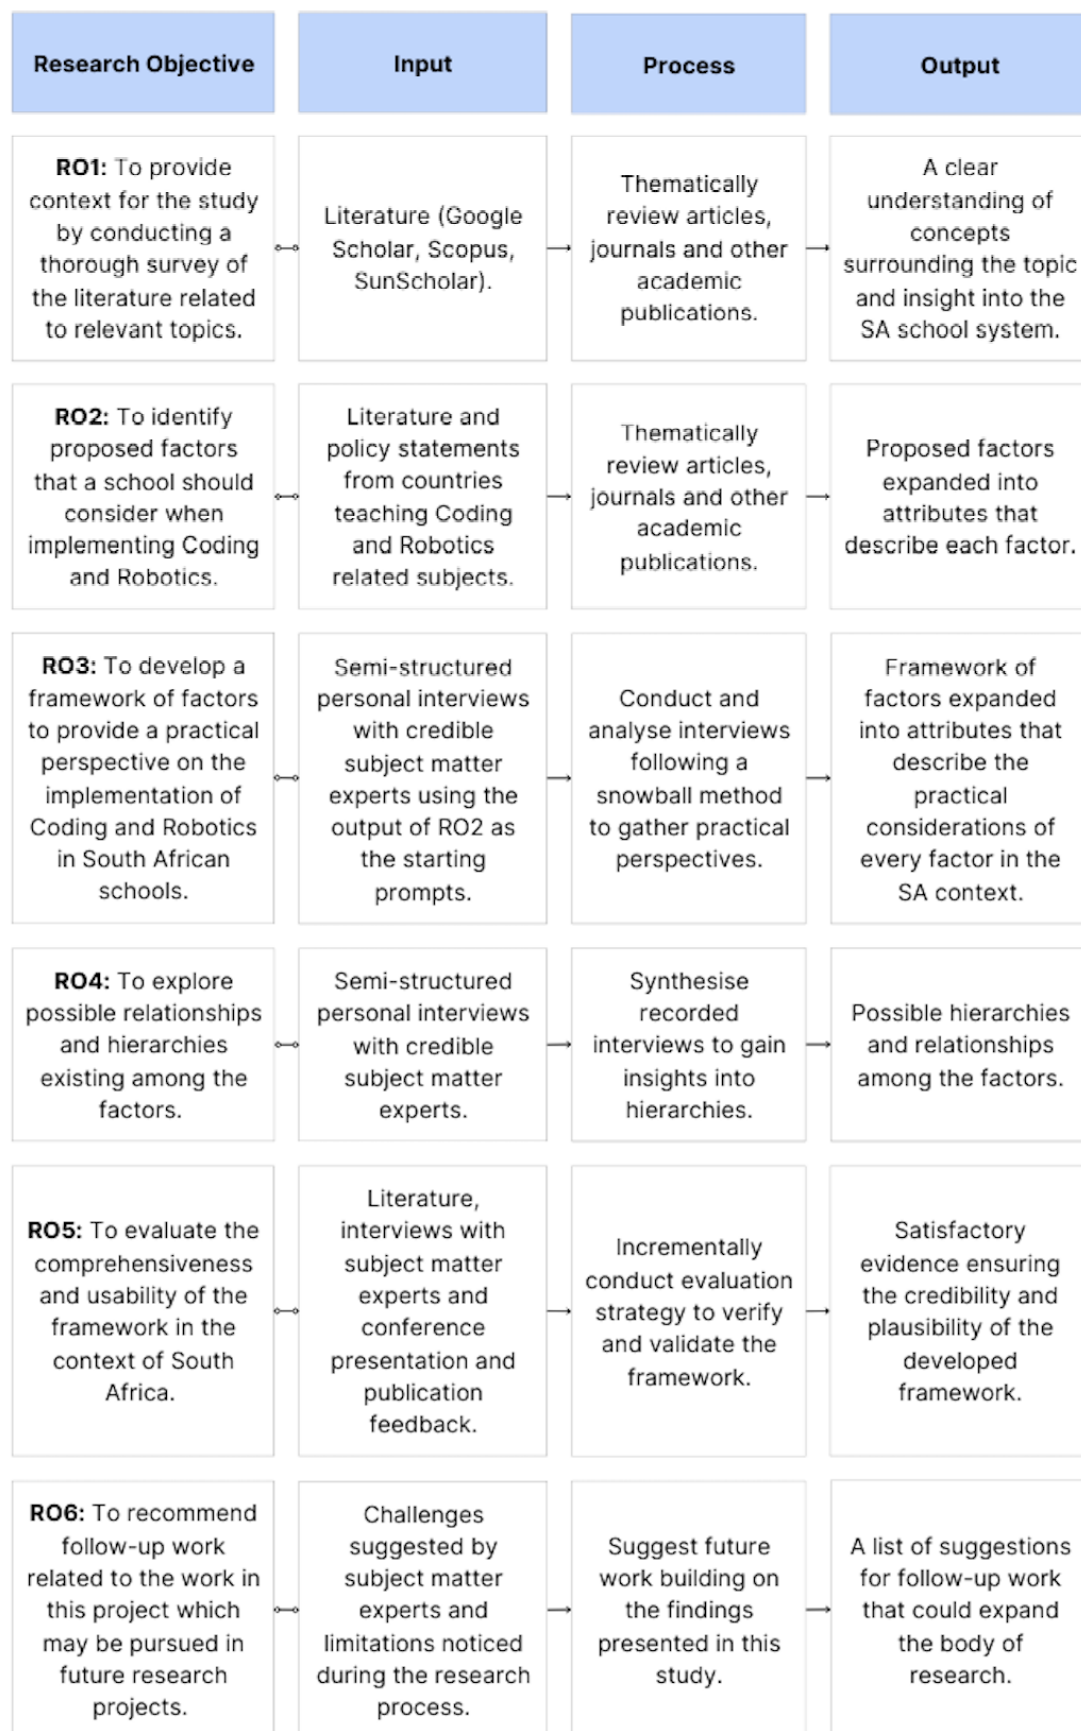 Research Objective
Input
Process
Output
RO1: To provide
context for the study
by conducting a
thorough survey of
the literature related
to relevant topics.
Literature (Google
Scholar, Scopus,
SunScholar).
Thematically
review articles,
journals and other
academic
publications.
A clear
understanding of
concepts
surrounding the topic
and insight into the
SA school system.
RO2: To identify
proposed factors
that a school should
consider when
implementing Coding
and Robotics.
Literature and
policy statements
from countries
teaching Coding
and Robotics
related subjects.
Thematically
review articles,
journals and other
academic
publications.
Proposed factors
expanded into
attributes that
describe each factor.
RO3: To develop a
framework of factors
to provide a practical
perspective on the
implementation of
Coding and Robotics
in South African
schools.
Semi-structured
personal interviews
with credible
subject matter
experts using the
output of RO2 as
the starting
prompts.
Conduct and
analyse interviews
following a
snowball method
to gather practical
perspectives.
Framework of
factors expanded
into attributes that
describe the
practical
considerations of
every factor in the
SA context.
RO4: To explore
possible relationships
and hierarchies
existing among the
factors.
Semi-structured
personal interviews
with credible
subject matter
experts.
Synthesise
recorded
interviews to gain
insights into
hierarchies.
Possible hierarchies
and relationships
among the factors.
RO5: To evaluate the
comprehensiveness
and usability of the
framework in the
context of South
Africa.
Literature,
interviews with
subject matter
experts and
conference
presentation and
publication
feedback.
Incrementally
conduct evaluation
strategy to verify
and validate the
framework.
Satisfactory
evidence ensuring
the credibility and
plausibility of the
developed
framework.
RO6: To recommend
follow-up work
related to the work in
this project which
may be pursued in
future research
projects.
Challenges
suggested by
subject matter
experts and
limitations noticed
during the research
process.
Suggest future
work building on
the findings
presented in this
study.
A list of suggestions
for follow-up work
that could expand
the body of
research.